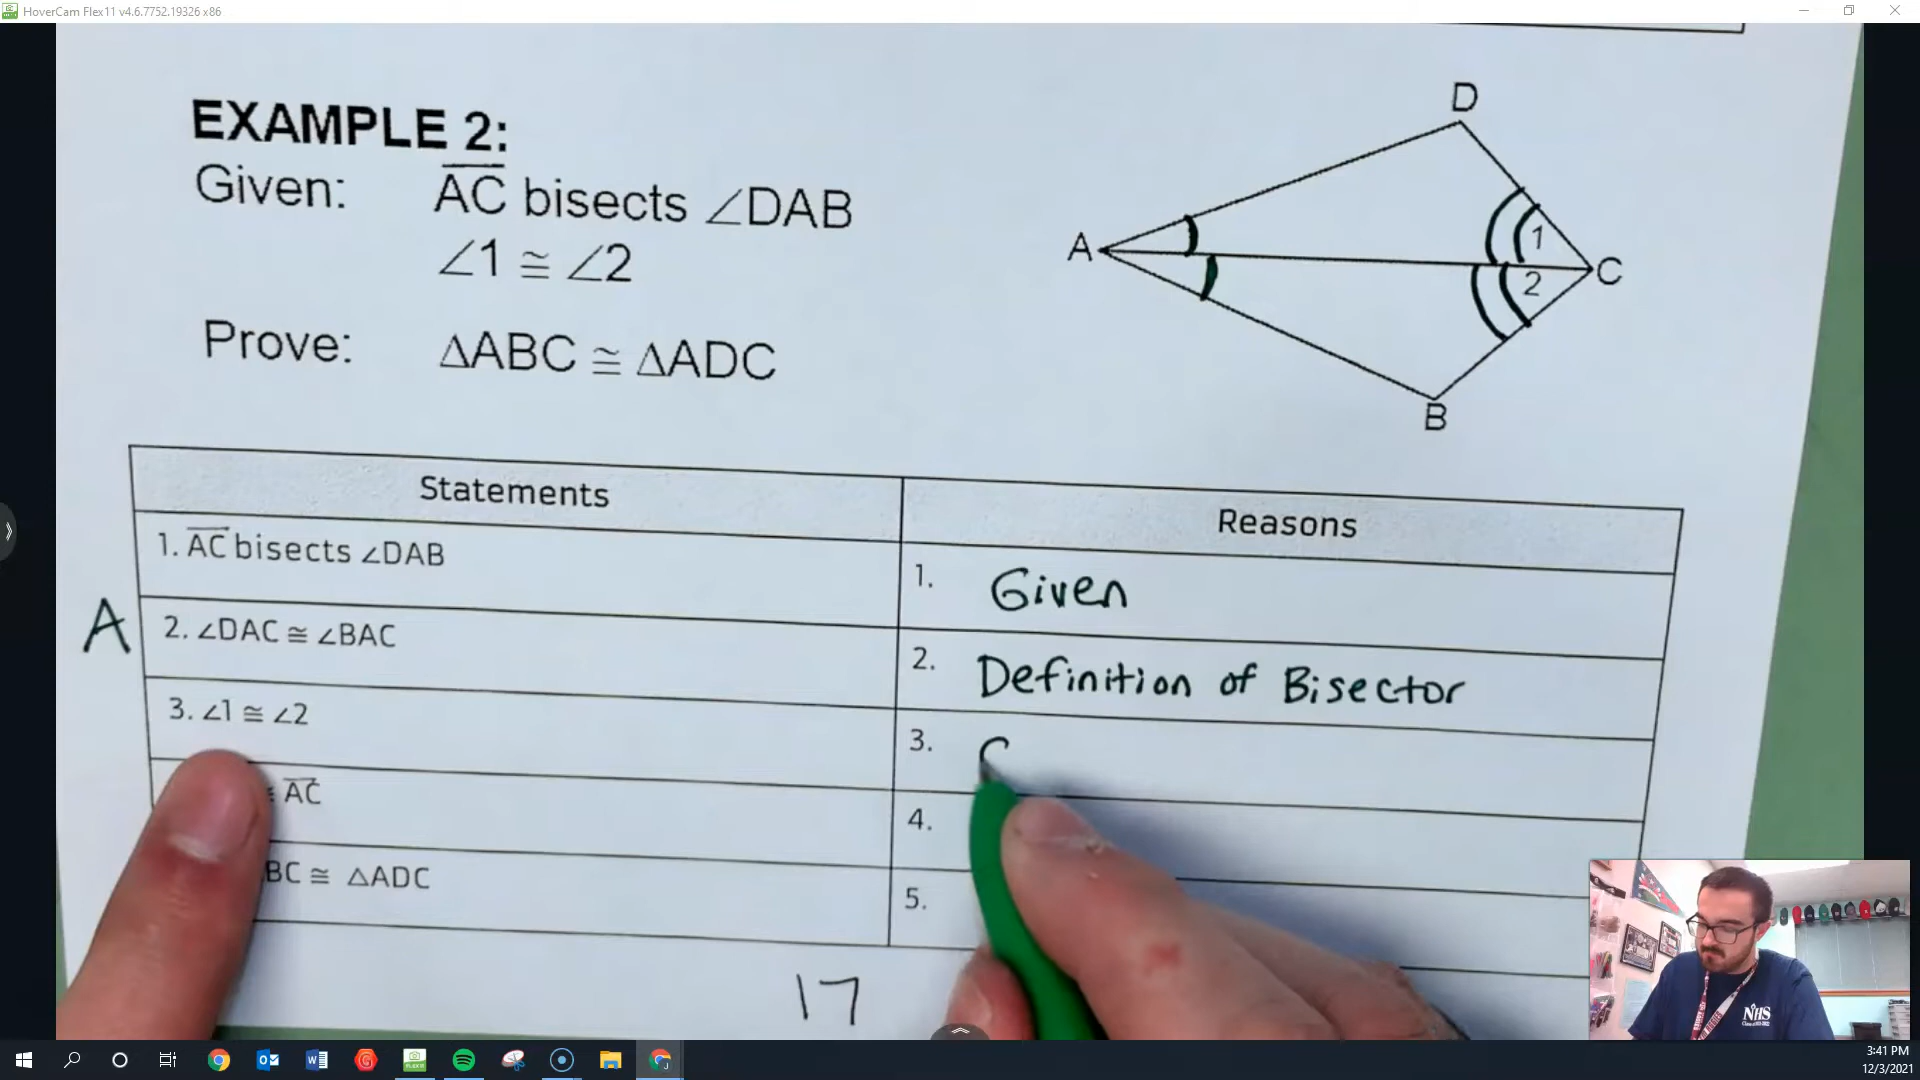 HoverCam Flex11 v4.6.7752.19326 x86
EXAMPLE 2:
Given: AC bisects ∠DAB
∠1 ≅ ∠2
Prove: ΔABC ≅ ΔADC
D
A
1
C
2
B
Statements
Reasons
1. AC bisects ∠DAB
1. Given
A
2. ∠DAC ≅ ∠BAC
2. Definition of Bisector
3. ∠1 ≅ ∠2
3.
AC
4.
BC ≅ △ADC
5.
17
NHS
3:41 PM
12/3/2021